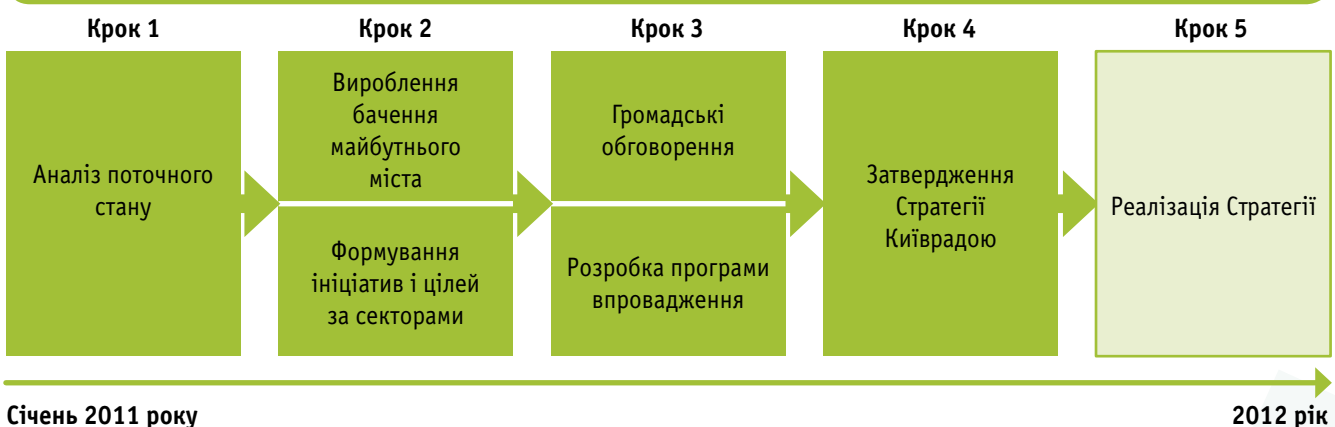 Крок 1
Крок 2
Крок 3
Крок 4
Крок 5
Аналіз поточного
стану
Вироблення
бачення
майбутнього
міста
Формування
ініціатив і цілей
за секторами
Громадські
обговорення
Розробка програми
впровадження
Затвердження
Стратегії
Київрадою
Реалізація Стратегії
Січень 2011 року
2012 рік